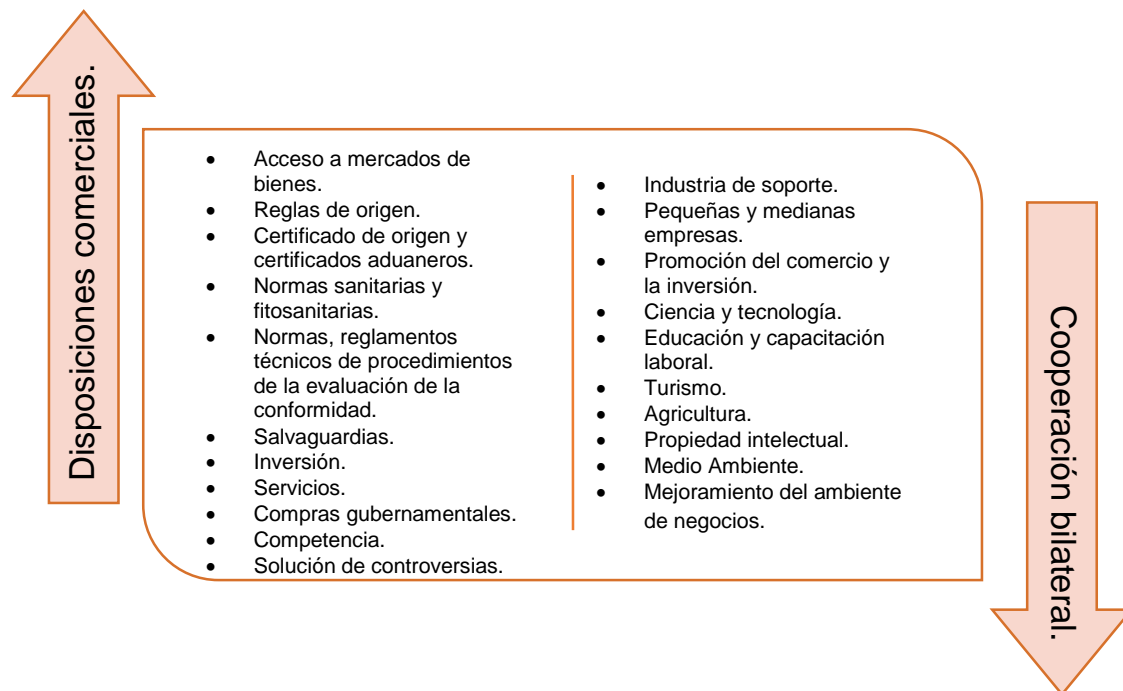 Disposiciones comerciales.
Acceso a mercados de
bienes.
Reglas de origen.
Certificado de origen y
certificados aduaneros.
Normas sanitarias y
fitosanitarias.
Normas, reglamentos
técnicos de procedimientos
de la evaluación de la
conformidad.
Salvaguardias.
Inversión.
Servicios.
Compras gubernamentales.
Competencia.
Solución de controversias.
Industria de soporte.
Pequeñas y medianas
empresas.
Promoción del comercio y
la inversión.
Ciencia y tecnología.
Educación y capacitación
laboral.
Turismo.
Agricultura.
Propiedad intelectual.
Medio Ambiente.
Mejoramiento del ambiente
de negocios.
Cooperación bilateral.